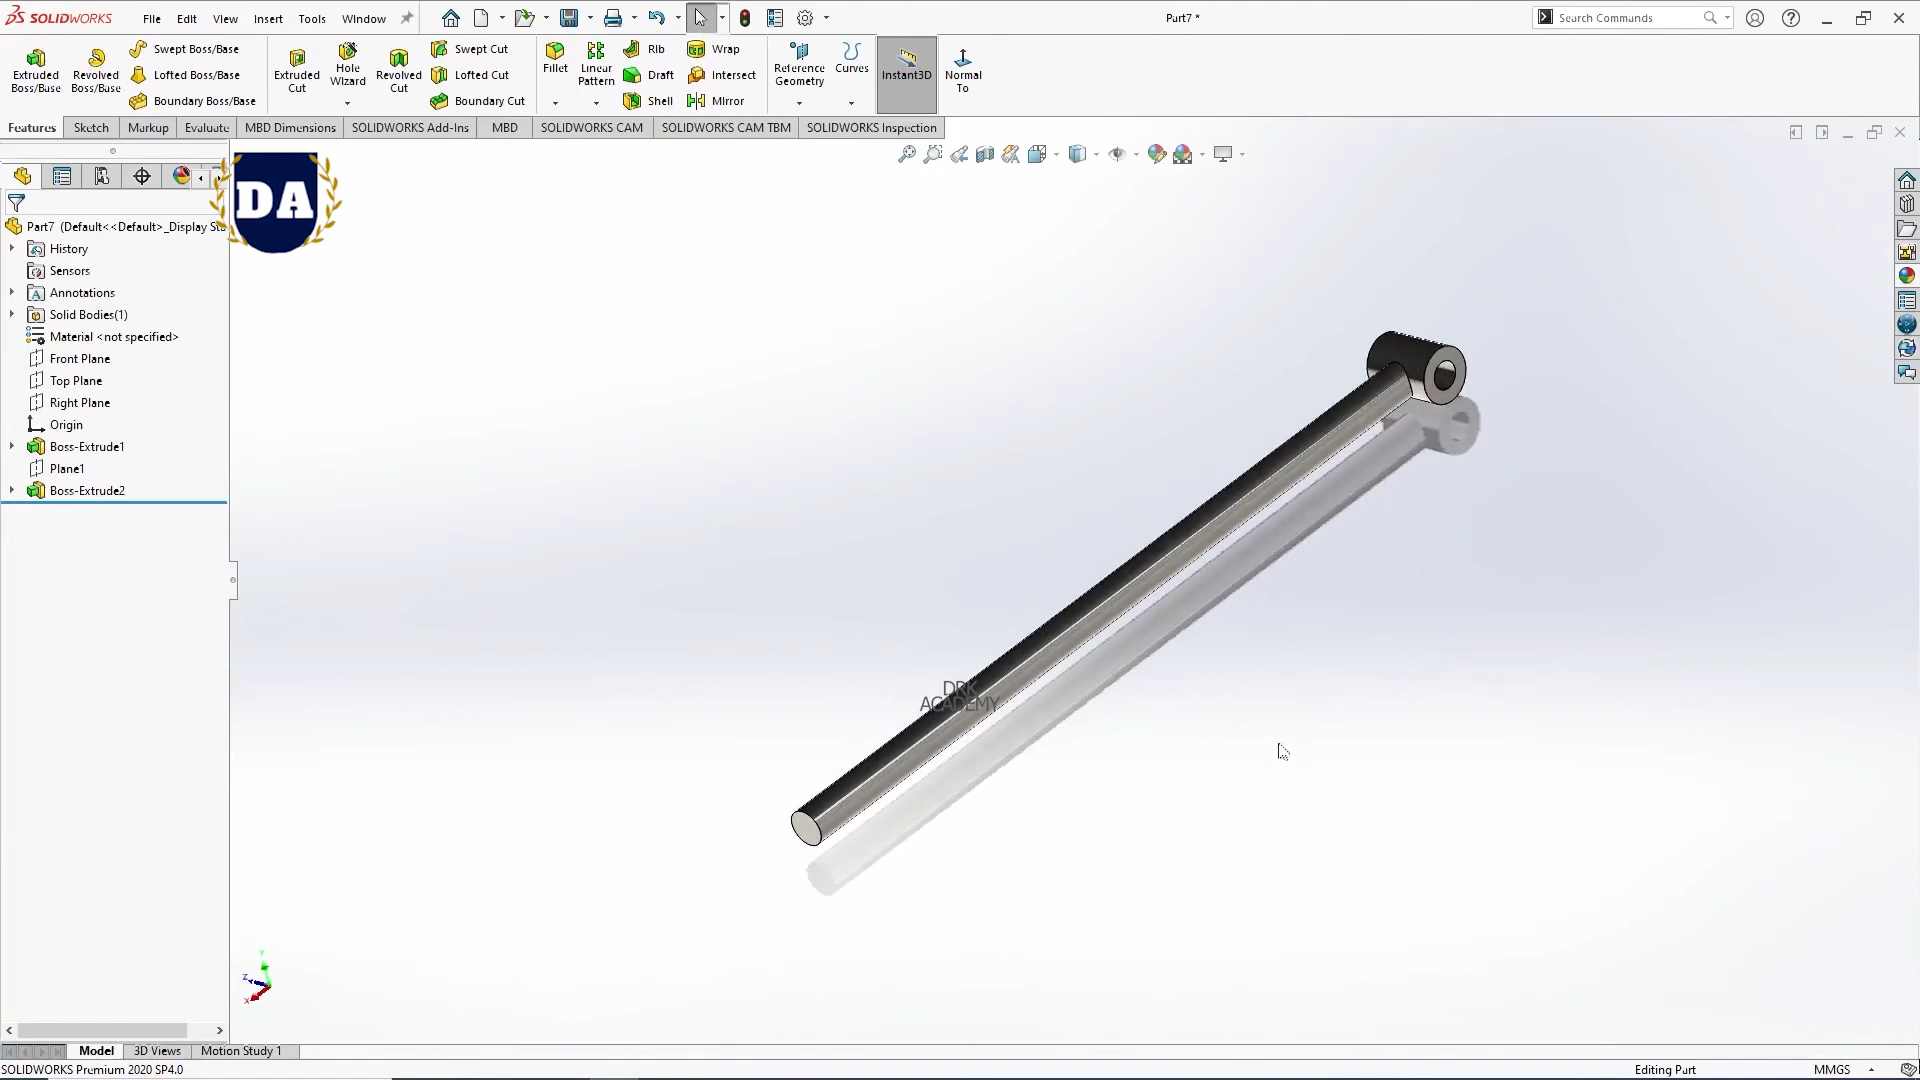 SOLIDWORKS File Edit View Insert Tools Window Part7 * Search Commands
Extruded Boss/Base
Revolved Boss/Base
Swept Boss/Base
Lofted Boss/Base
Boundary Boss/Base
Extruded Cut
Hole Wizard
Revolved Cut
Swept Cut
Lofted Cut
Boundary Cut
Fillet
Linear Pattern
Rib
Draft
Shell
Wrap
Intersect
Mirror
Reference Geometry
Curves
Instant3D
Normal To
Features Sketch Markup Evaluate MBD Dimensions SOLIDWORKS Add-Ins MBD SOLIDWORKS CAM SOLIDWORKS CAM TBM SOLIDWORKS Inspection
DA
Part7 (Default<<Default>_Display Sta
History
Sensors
Annotations
Solid Bodies(1)
Material <not specified>
Front Plane
Top Plane
Right Plane
Origin
Boss-Extrude1
Plane1
Boss-Extrude2
DRK
ACADEMY
Y
Z
X
Model 3D Views Motion Study 1
SOLIDWORKS Premium 2020 SP4.0 Editing Part MMGS